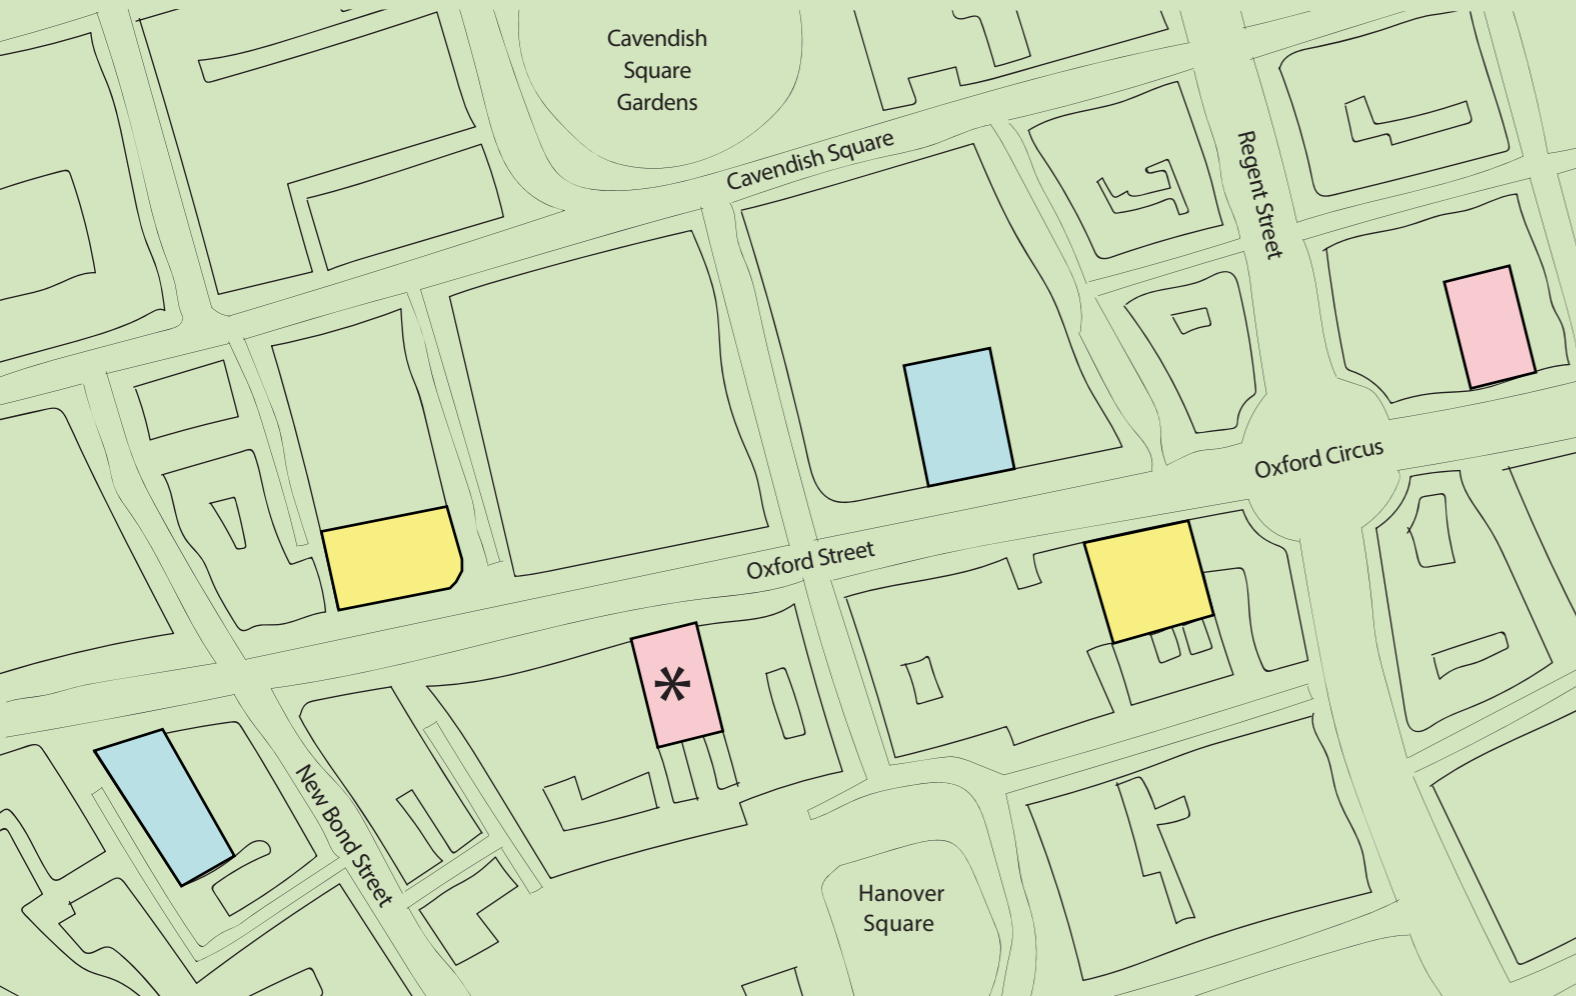 Cavendish
Square
Gardens
Cavendish Square
Regent Street
Oxford Circus
Oxford Street
*
New Bond Street
Hanover
Square